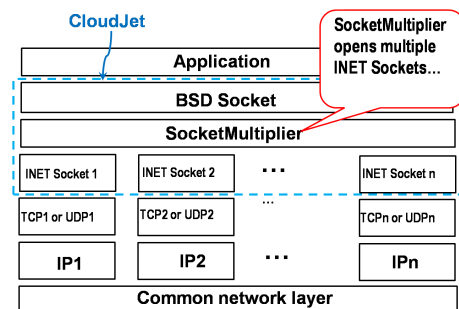 CloudJet
SocketMultiplier
opens multiple
INET Sockets…
Application
BSD Socket
SocketMultiplier
INET Socket 1 INET Socket 2 … INET Socket n
TCP1 or UDP1 TCP2 or UDP2 … TCPn or UDPn
IP1 IP2 … IPn
Common network layer